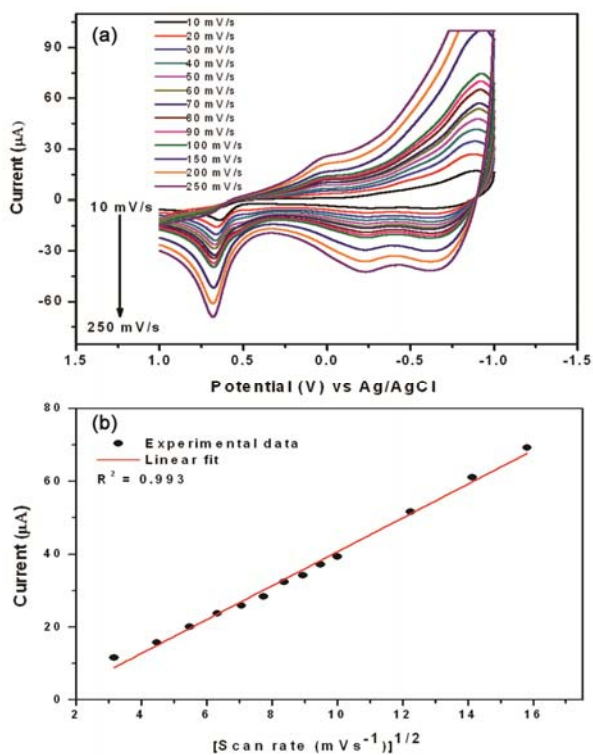 (a)
10 mV/s
20 mV/s
30 mV/s
40 mV/s
50 mV/s
60 mV/s
70 mV/s
80 mV/s
90 mV/s
100 mV/s
150 mV/s
200 mV/s
250 mV/s
90
60
30
0
-30
-60
Current (μA)
10 mV/s
250 mV/s
1.5 1.0 0.5 0.0 -0.5 -1.0 -1.5
Potential (V) vs Ag/AgCl
(b)
Experimental data
Linear fit
R² = 0.993
80
60
40
20
0
Current (μA)
2 4 6 8 10 12 14 16
[Scan rate (mVs⁻¹)]¹/²